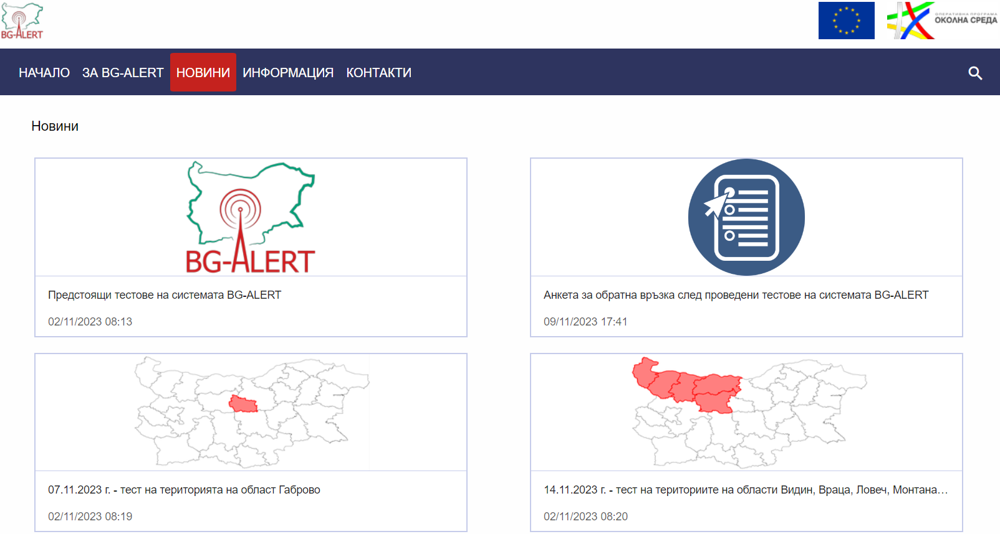 BG-ALERT
ОПЕРАТИВНА ПРОГРАМА
ОКОЛНА СРЕДА
НАЧАЛО ЗА BG-ALERT НОВИНИ ИНФОРМАЦИЯ КОНТАКТИ
Новини
BG-ALERT
Предстоящи тестове на системата BG-ALERT
02/11/2023 08:13
Анкета за обратна връзка след проведени тестове на системата BG-ALERT
09/11/2023 17:41
07.11.2023 г. - тест на територията на област Габрово
02/11/2023 08:19
14.11.2023 г. - тест на териториите на области Видин, Враца, Ловеч, Монтана…
02/11/2023 08:20